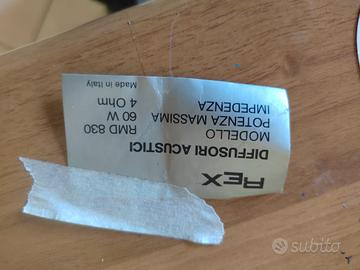 REX
DIFFUSORI ACUSTICI
MODELLO RMD 830
POTENZA MASSIMA 60 W
IMPEDENZA 4 Ohm
Made in Italy
subito